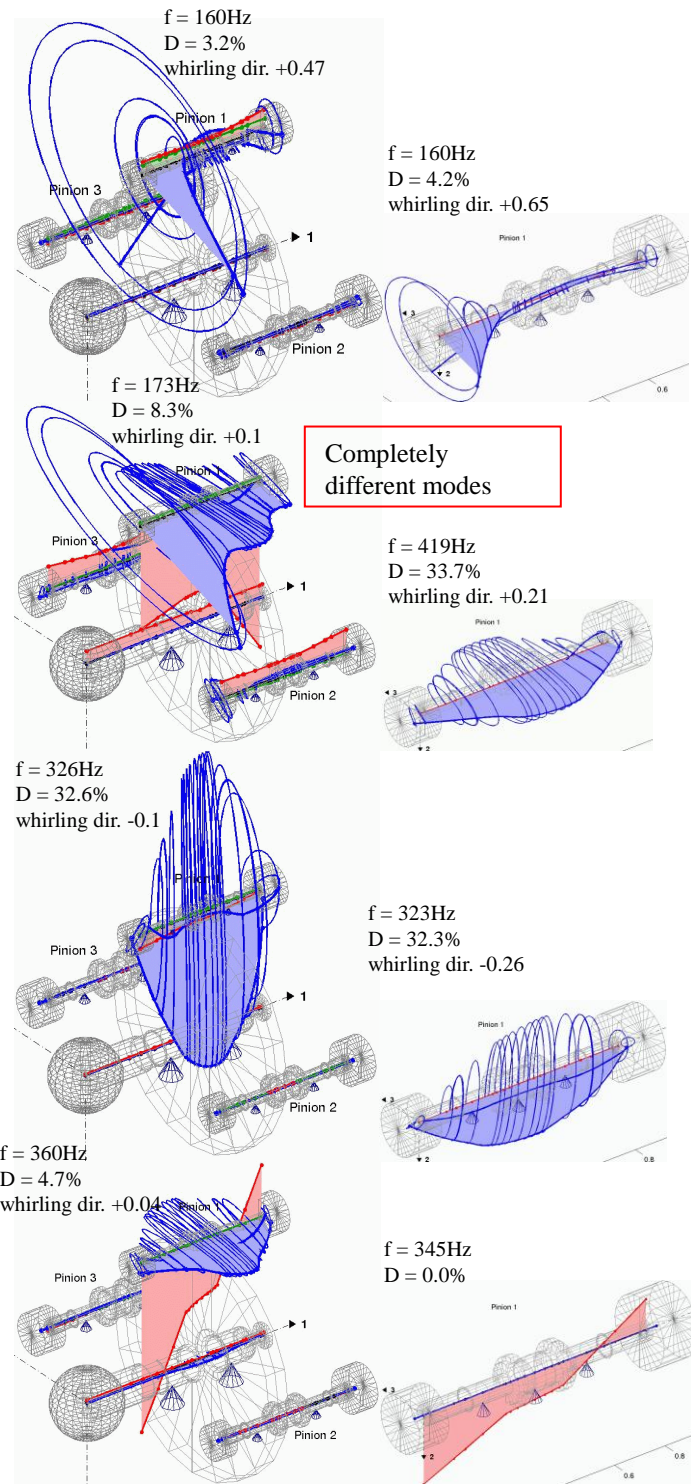 f = 160Hz
D = 3.2%
whirling dir. +0.47
Pinion 1
Pinion 3
1
Pinion 2
f = 160Hz
D = 4.2%
whirling dir. +0.65
Pinion 1
3
2
0.6
f = 173Hz
D = 8.3%
whirling dir. +0.1
Pinion 1
Pinion 3
1
Pinion 2
Completely
different modes
f = 419Hz
D = 33.7%
whirling dir. +0.21
Pinion 1
3
2
f = 326Hz
D = 32.6%
whirling dir. -0.1
Pinion 3
1
Pinion 2
f = 323Hz
D = 32.3%
whirling dir. -0.26
Pinion 1
3
2
0.8
f = 360Hz
D = 4.7%
whirling dir. +0.04
Pinion 1
Pinion 3
1
Pinion 2
f = 345Hz
D = 0.0%
Pinion 1
3
2
0.6
0.8